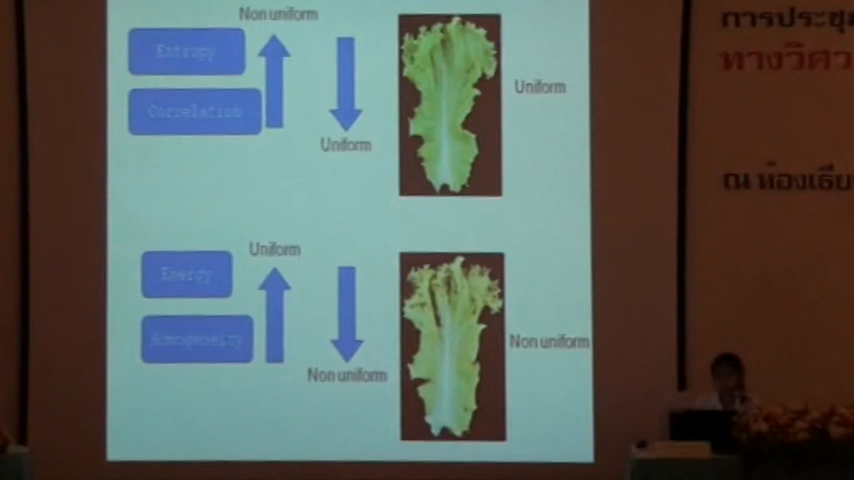 Non uniform
Entropy
Correlation
Uniform
Uniform
Uniform
Energy
Homogeneity
Non uniform
Non uniform
การประชุม
ทางวิศว
ณ ห้องเธีย